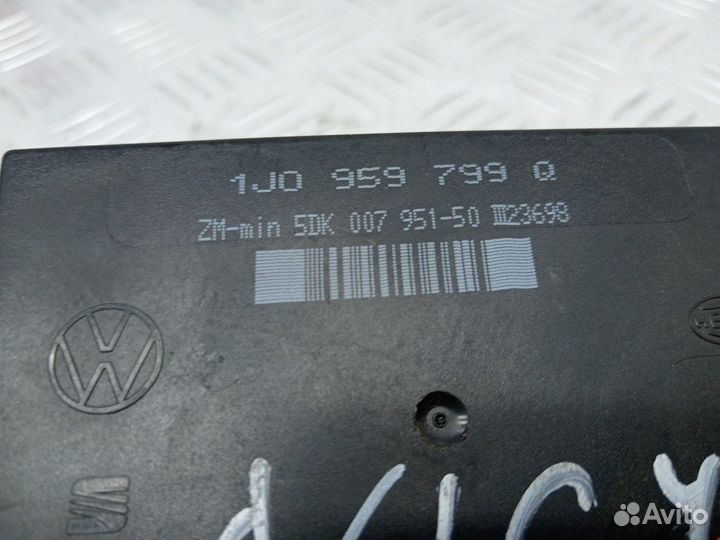 1J0 959 799 Q
ZM-min 5DK 007 951-50 III23698
Avito